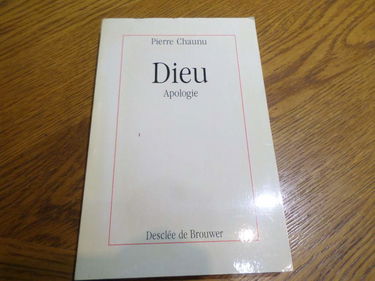 Pierre Chaunu
Dieu
Apologie
Desclée de Brouwer